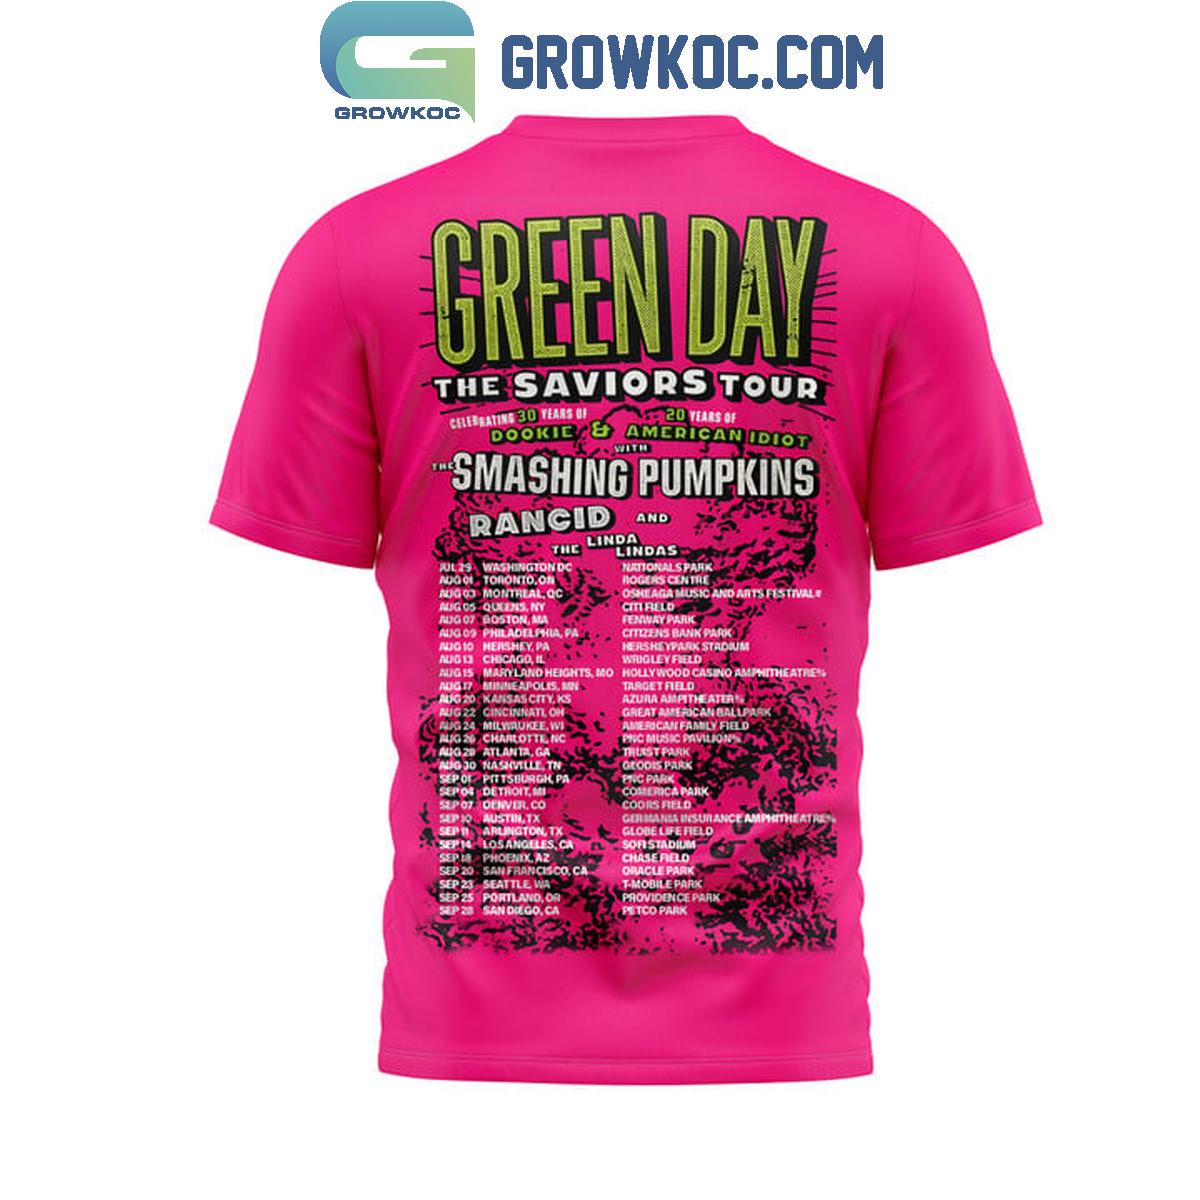 GROWKOC
GROWKOC.COM
GREEN DAY
THE SAVIORS TOUR
CELEBRATING 30 YEARS OF 20 YEARS OF
DOOKIE & AMERICAN IDIOT
WITH
THE SMASHING PUMPKINS
RANCID AND
THE LINDA LINDAS
JUL 29 WASHINGTON DC NATIONALS PARK
AUG 01 TORONTO, ON ROGERS CENTRE
AUG 03 MONTREAL, QC OSHEAGA MUSIC AND ARTS FESTIVAL#
AUG 05 QUEENS, NY CITI FIELD
AUG 07 BOSTON, MA FENWAY PARK
AUG 09 PHILADELPHIA, PA CITIZENS BANK PARK
AUG 10 HERSHEY, PA HERSHEYPARK STADIUM
AUG 13 CHICAGO, IL WRIGLEY FIELD
AUG 15 MARYLAND HEIGHTS, MO HOLLYWOOD CASINO AMPHITHEATRE%
AUG 17 MINNEAPOLIS, MN TARGET FIELD
AUG 20 KANSAS CITY, KS AZURA AMPITHEATER%
AUG 22 CINCINNATI, OH GREAT AMERICAN BALLPARK
AUG 24 MILWAUKEE, WI AMERICAN FAMILY FIELD
AUG 26 CHARLOTTE, NC PNC MUSIC PAVILION%
AUG 28 ATLANTA, GA TRUIST PARK
AUG 30 NASHVILLE, TN GEODIS PARK
SEP 01 PITTSBURGH, PA PNC PARK
SEP 04 DETROIT, MI COMERICA PARK
SEP 07 DENVER, CO COORS FIELD
SEP 10 AUSTIN, TX GERMANIA INSURANCE AMPHITHEATRE%
SEP 11 ARLINGTON, TX GLOBE LIFE FIELD
SEP 14 LOS ANGELES, CA SOFI STADIUM
SEP 18 PHOENIX, AZ CHASE FIELD
SEP 20 SAN FRANCISCO, CA ORACLE PARK
SEP 23 SEATTLE, WA T-MOBILE PARK
SEP 25 PORTLAND, OR PROVIDENCE PARK
SEP 28 SAN DIEGO, CA PETCO PARK